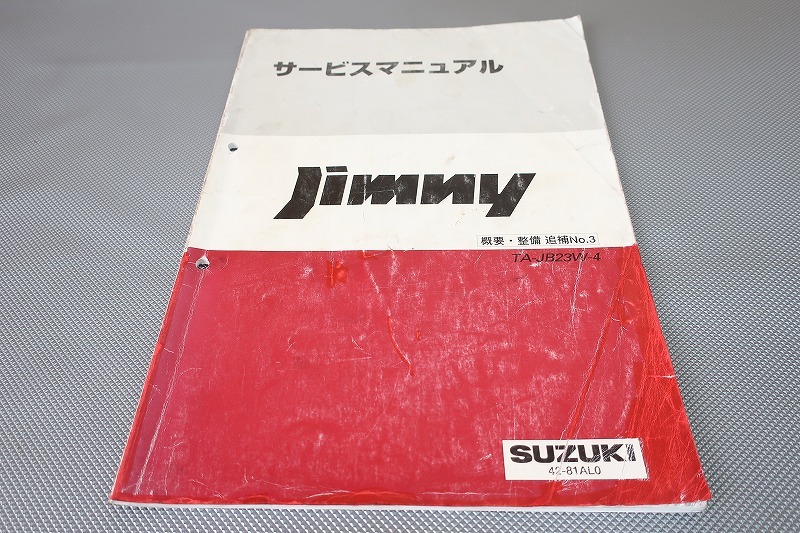 サービスマニュアル
Jimny
概要・整備 追補No.3
TA-JB23W-4
SUZUKI
42-81AL0